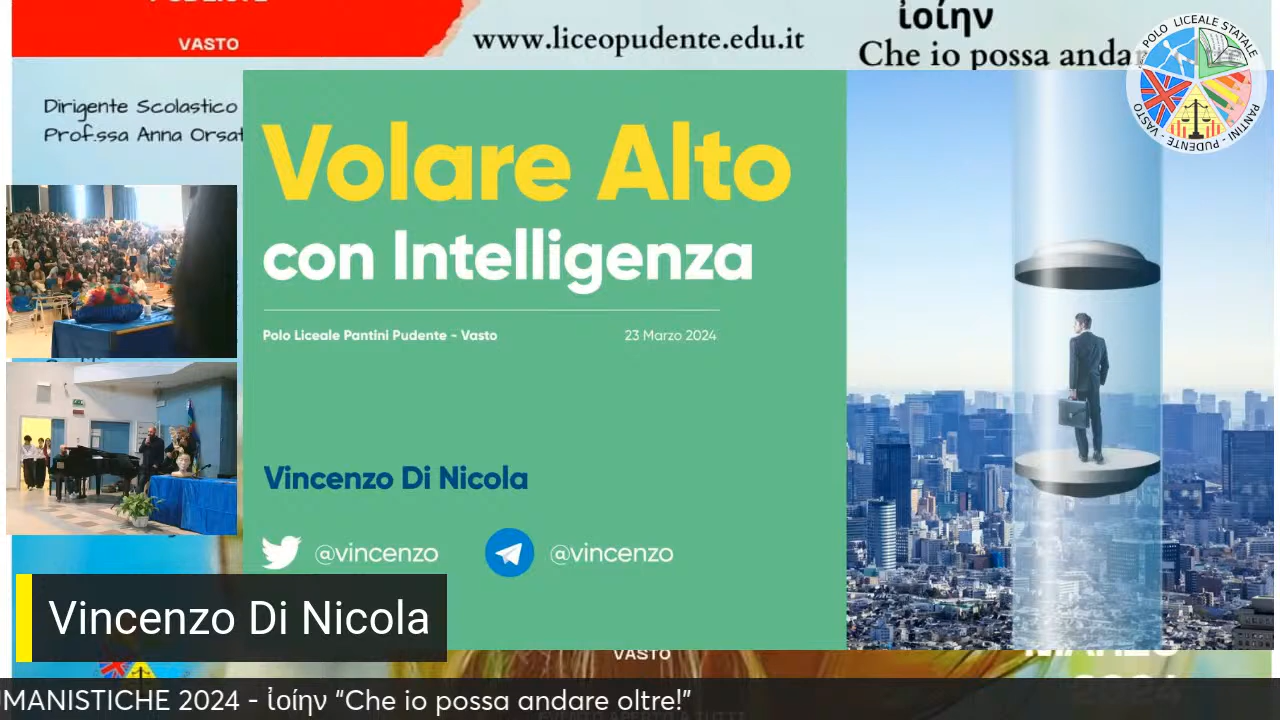 VASTO
www.liceopudente.edu.it
ἰοίην
Che io possa andar
POLO LICEALE STATALE
PANTINI - PUDENTE - VASTO
Dirigente Scolastico
Prof.ssa Anna Orsat
Volare Alto
con Intelligenza
Polo Liceale Pantini Pudente - Vasto
23 Marzo 2024
Vincenzo Di Nicola
@vincenzo
@vincenzo
Vincenzo Di Nicola
VASTO
UMANISTICHE 2024 - ἰοίην “Che io possa andare oltre!”